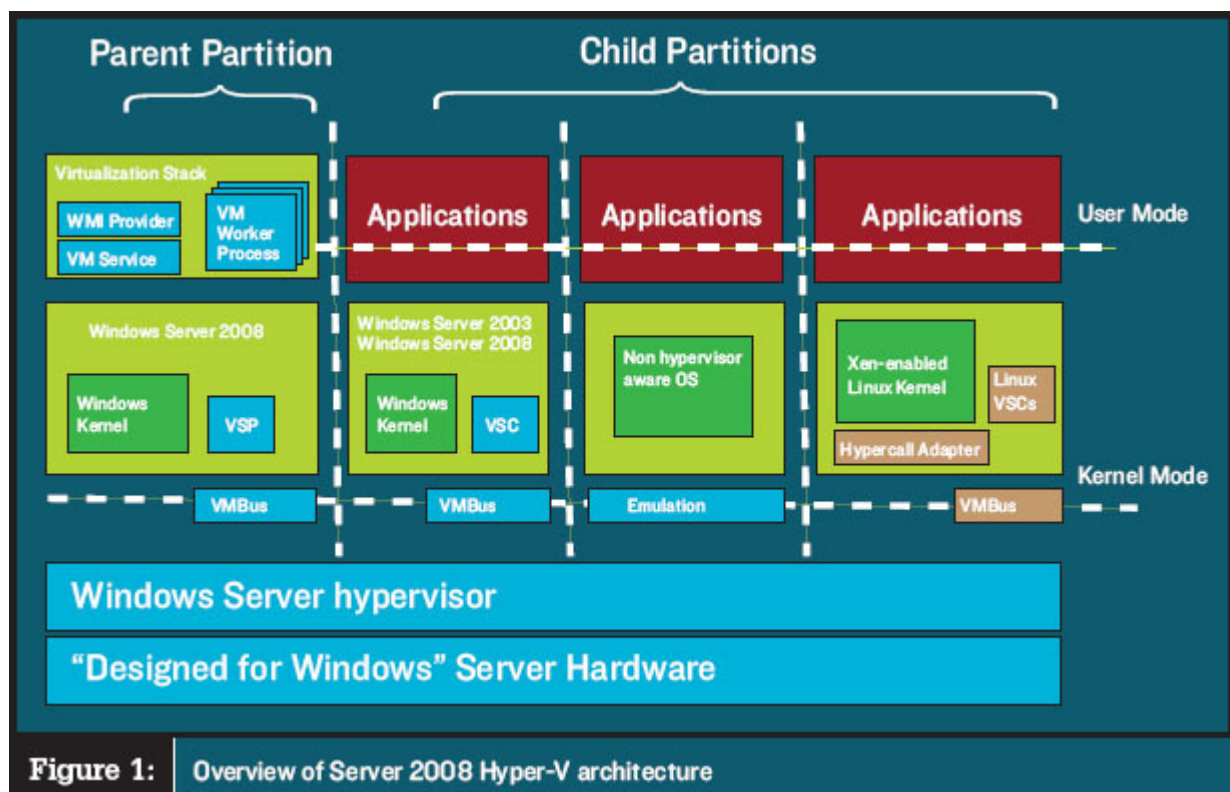 Parent Partition
Child Partitions
Virtualization Stack
WMI Provider
VM Service
VM
Worker
Process
Applications
Applications
Applications
User Mode
Windows Server 2008
Windows
Kernel
VSP
Windows Server 2003
Windows Server 2008
Windows
Kernel
VSC
Non hypervisor
aware OS
Xen-enabled
Linux Kernel
Linux
VSCs
Hypercall Adapter
Kernel Mode
VMBus
VMBus
Emulation
VMBus
Windows Server hypervisor
“Designed for Windows” Server Hardware
Figure 1:
Overview of Server 2008 Hyper-V architecture